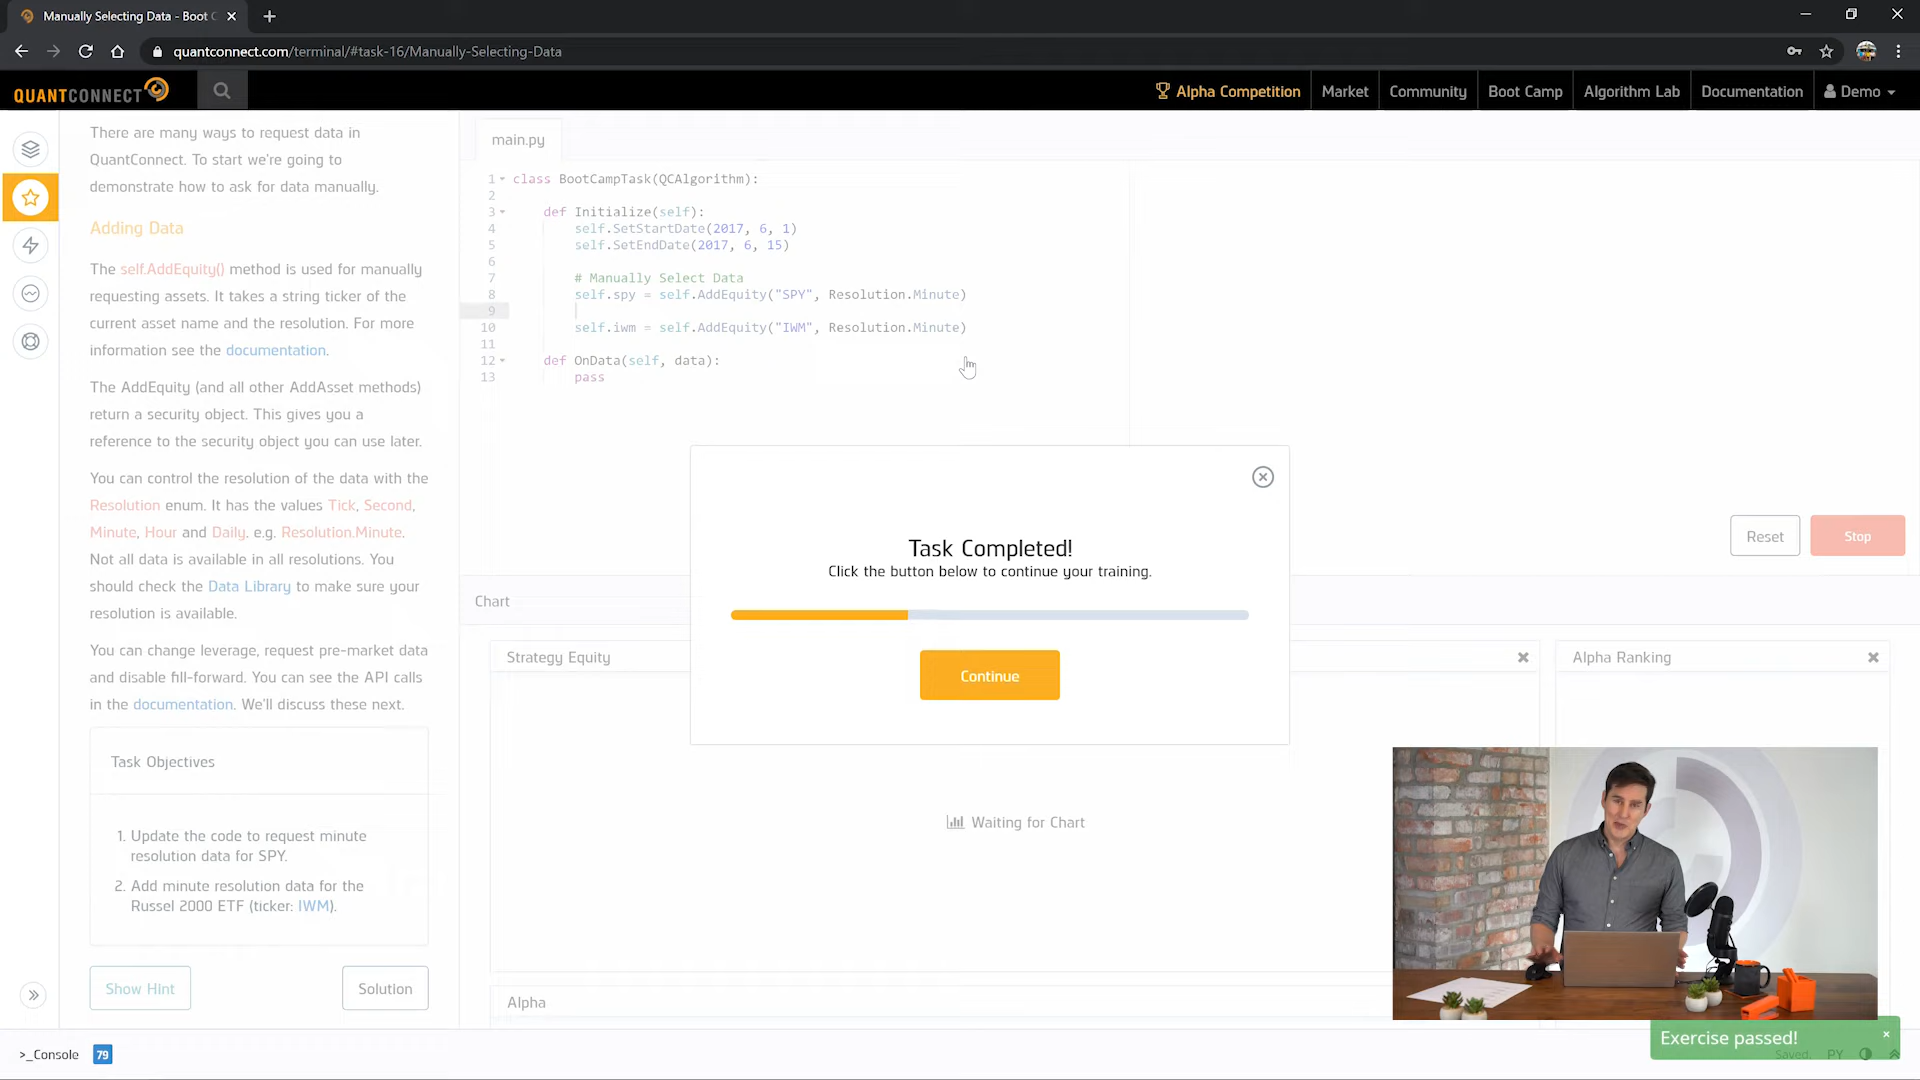 Manually Selecting Data - Boot C
quantconnect.com/terminal/#task-16/Manually-Selecting-Data
QUANTCONNECT
Alpha Competition
Market
Community
Boot Camp
Algorithm Lab
Documentation
Demo
There are many ways to request data in
QuantConnect. To start we're going to
demonstrate how to ask for data manually.
Adding Data
The self.AddEquity() method is used for manually
requesting assets. It takes a string ticker of the
current asset name and the resolution. For more
information see the documentation.
The AddEquity (and all other AddAsset methods)
return a security object. This gives you a
reference to the security object you can use later.
You can control the resolution of the data with the
Resolution enum. It has the values Tick, Second,
Minute, Hour and Daily. e.g. Resolution.Minute.
Not all data is available in all resolutions. You
should check the Data Library to make sure your
resolution is available.
You can change leverage, request pre-market data
and disable fill-forward. You can see the API calls
in the documentation. We'll discuss these next.
Task Objectives
1. Update the code to request minute
resolution data for SPY.
2. Add minute resolution data for the
Russel 2000 ETF (ticker: IWM).
Show Hint
Solution
main.py
1 class BootCampTask(QCAlgorithm):
2
3 def Initialize(self):
4 self.SetStartDate(2017, 6, 1)
5 self.SetEndDate(2017, 6, 15)
6
7 # Manually Select Data
8 self.spy = self.AddEquity("SPY", Resolution.Minute)
9
10 self.iwm = self.AddEquity("IWM", Resolution.Minute)
11
12 def OnData(self, data):
13 pass
Reset
Stop
Task Completed!
Click the button below to continue your training.
Continue
Chart
Strategy Equity
Alpha Ranking
Waiting for Chart
Alpha
>_Console
79
Exercise passed!
Saved.
PY